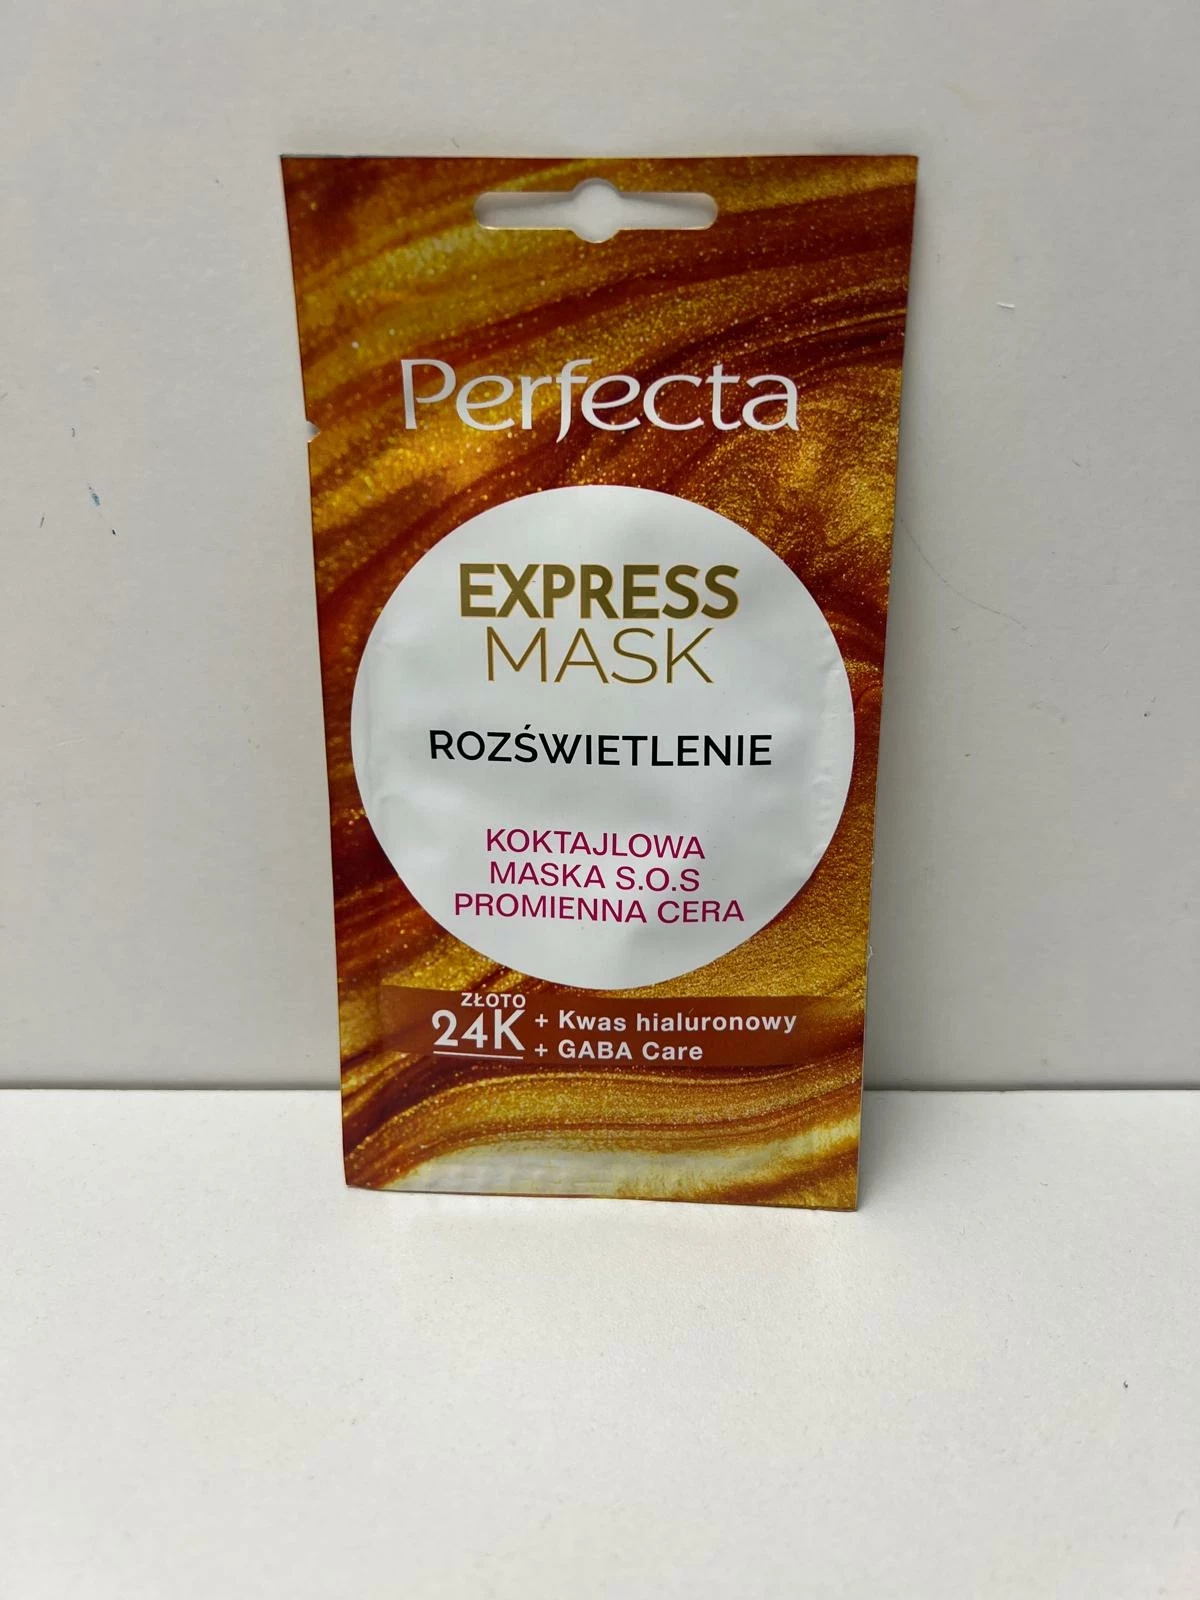 Perfecta
EXPRESS
MASK
ROZŚWIETLENIE
KOKTAJLOWA
MASKA S.O.S
PROMIENNA CERA
ZŁOTO
24K
+ Kwas hialuronowy
+ GABA Care